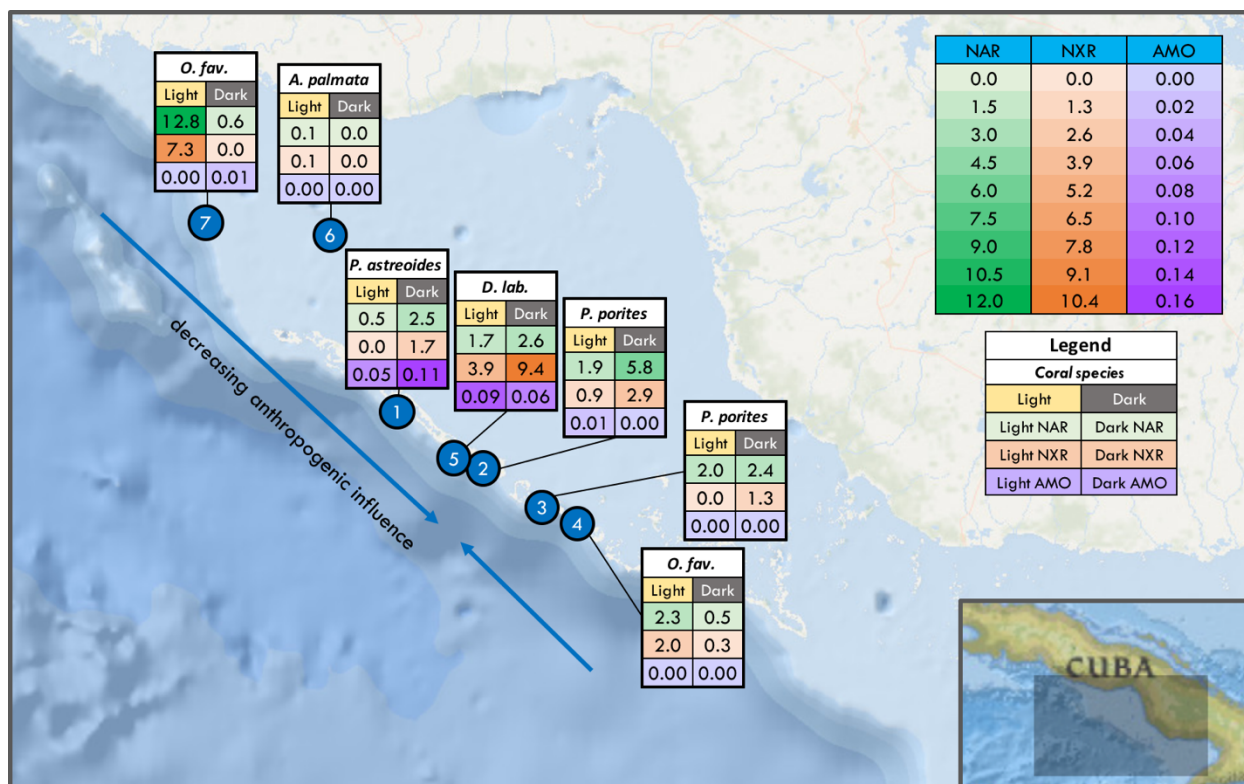 O. fav.
Light Dark
12.8 0.6
7.3 0.0
0.00 0.01
7
A. palmata
Light Dark
0.1 0.0
0.1 0.0
0.00 0.00
6
P. astreoides
Light Dark
0.5 2.5
0.0 1.7
0.05 0.11
1
D. lab.
Light Dark
1.7 2.6
3.9 9.4
0.09 0.06
5
P. porites
Light Dark
1.9 5.8
0.9 2.9
0.01 0.00
2
P. porites
Light Dark
2.0 2.4
0.0 1.3
0.00 0.00
3
O. fav.
Light Dark
2.3 0.5
2.0 0.3
0.00 0.00
4
decreasing anthropogenic influence
NAR NXR AMO
0.0 0.0 0.00
1.5 1.3 0.02
3.0 2.6 0.04
4.5 3.9 0.06
6.0 5.2 0.08
7.5 6.5 0.10
9.0 7.8 0.12
10.5 9.1 0.14
12.0 10.4 0.16
Legend
Coral species
Light Dark
Light NAR Dark NAR
Light NXR Dark NXR
Light AMO Dark AMO
CUBA